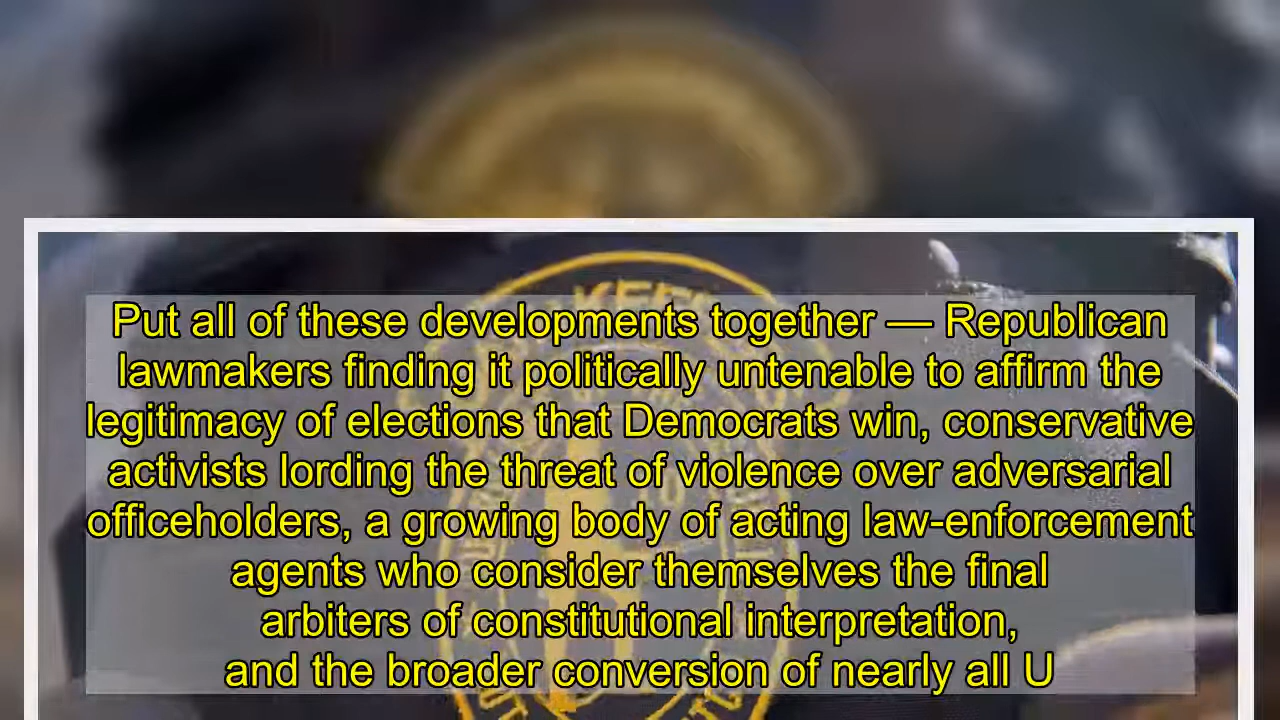 Put all of these developments together — Republican
lawmakers finding it politically untenable to affirm the
legitimacy of elections that Democrats win, conservative
activists lording the threat of violence over adversarial
officeholders, a growing body of acting law-enforcement
agents who consider themselves the final
arbiters of constitutional interpretation,
and the broader conversion of nearly all U